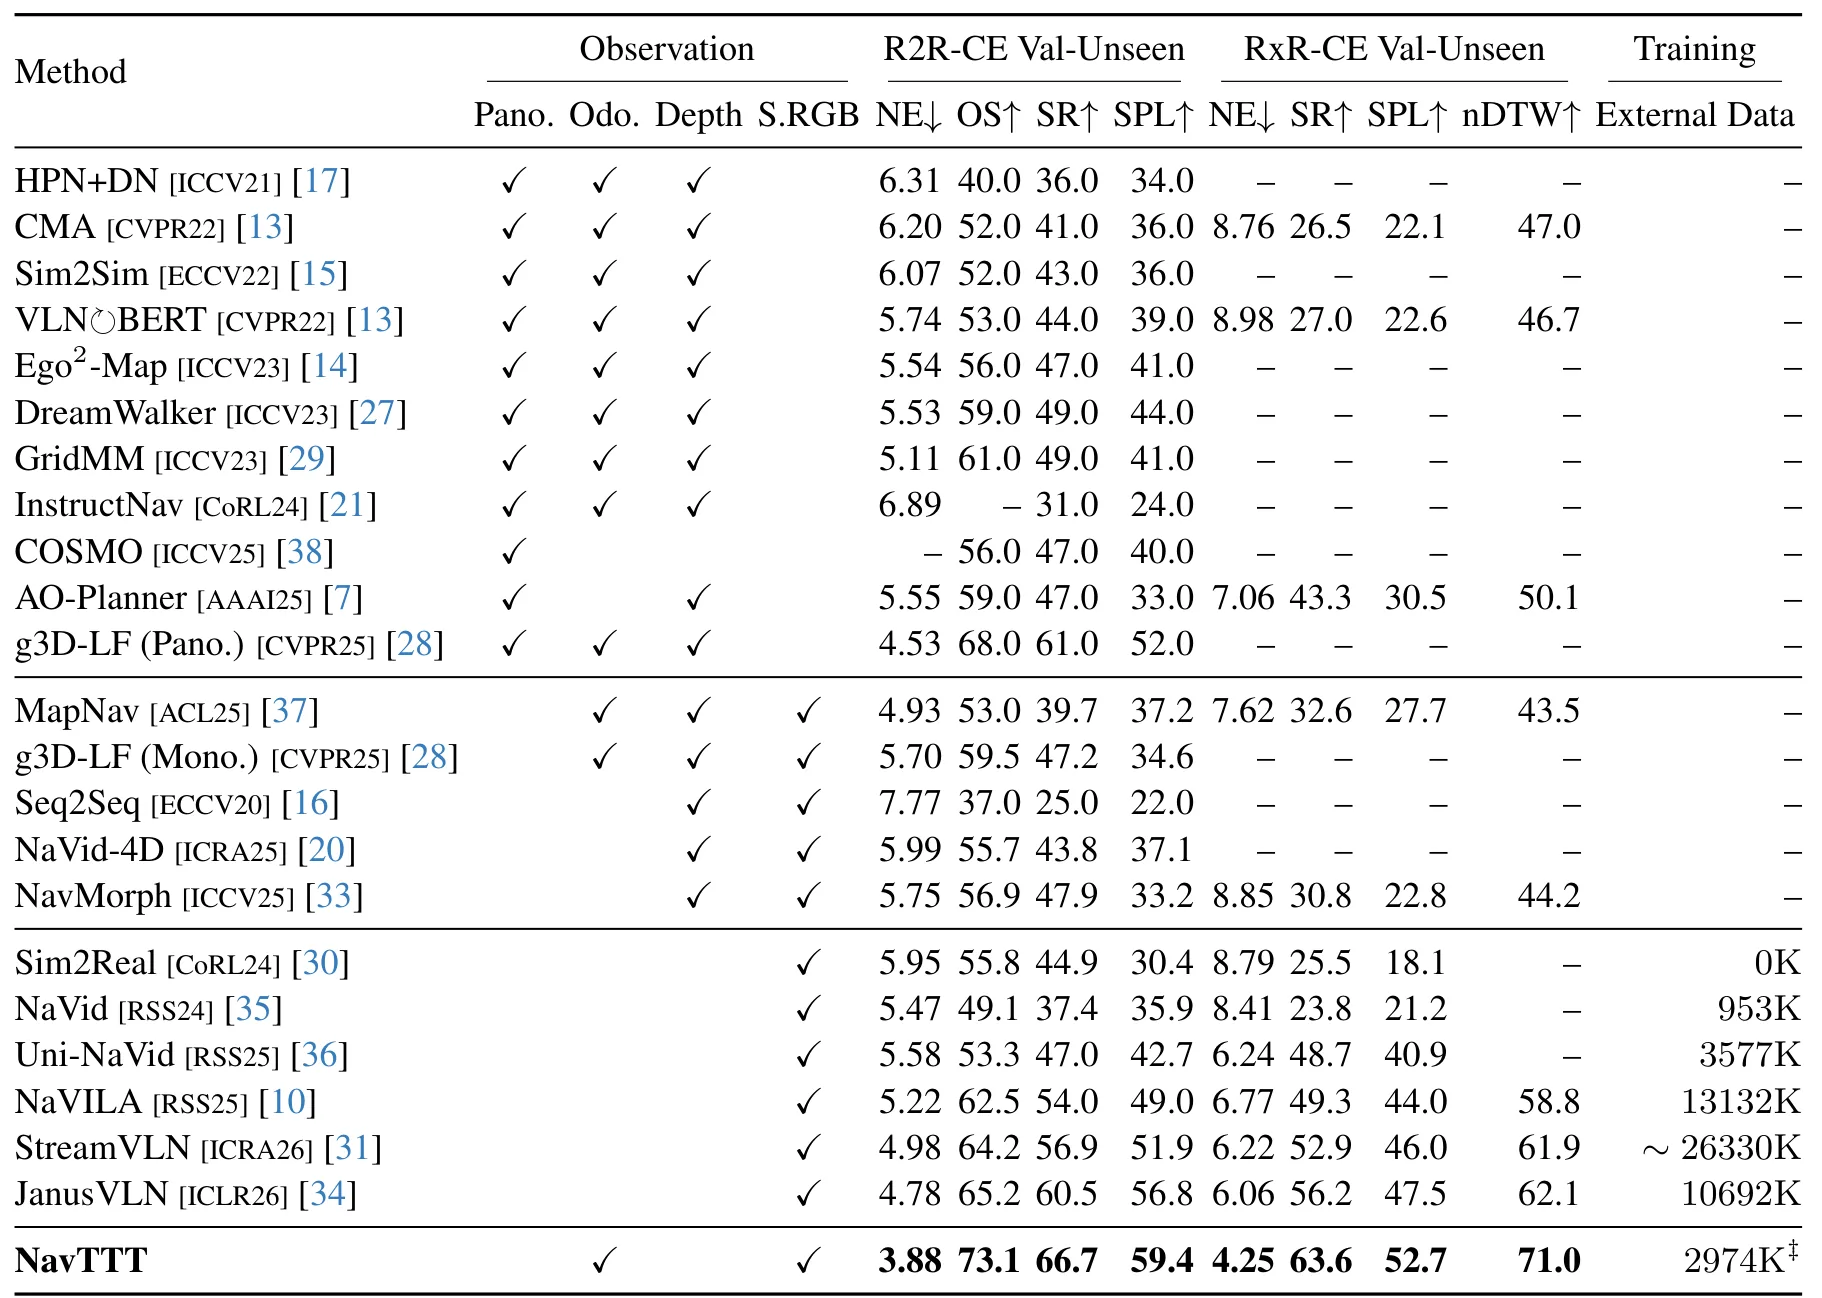 Method Observation R2R-CE Val-Unseen RxR-CE Val-Unseen Training
Pano. Odo. Depth S.RGB NE↓ OS↑ SR↑ SPL↑ NE↓ SR↑ SPL↑ nDTW↑ External Data
HPN+DN [ICCV21] [17] ✓ ✓ ✓ 6.31 40.0 36.0 34.0 – – – – –
CMA [CVPR22] [13] ✓ ✓ ✓ 6.20 52.0 41.0 36.0 8.76 26.5 22.1 47.0 –
Sim2Sim [ECCV22] [15] ✓ ✓ ✓ 6.07 52.0 43.0 36.0 – – – – –
VLN↻BERT [CVPR22] [13] ✓ ✓ ✓ 5.74 53.0 44.0 39.0 8.98 27.0 22.6 46.7 –
Ego²-Map [ICCV23] [14] ✓ ✓ ✓ 5.54 56.0 47.0 41.0 – – – – –
DreamWalker [ICCV23] [27] ✓ ✓ ✓ 5.53 59.0 49.0 44.0 – – – – –
GridMM [ICCV23] [29] ✓ ✓ ✓ 5.11 61.0 49.0 41.0 – – – – –
InstructNav [CoRL24] [21] ✓ ✓ ✓ 6.89 – 31.0 24.0 – – – – –
COSMO [ICCV25] [38] ✓ – 56.0 47.0 40.0 – – – – –
AO-Planner [AAAI25] [7] ✓ ✓ 5.55 59.0 47.0 33.0 7.06 43.3 30.5 50.1 –
g3D-LF (Pano.) [CVPR25] [28] ✓ ✓ ✓ 4.53 68.0 61.0 52.0 – – – – –
MapNav [ACL25] [37] ✓ ✓ ✓ 4.93 53.0 39.7 37.2 7.62 32.6 27.7 43.5 –
g3D-LF (Mono.) [CVPR25] [28] ✓ ✓ ✓ 5.70 59.5 47.2 34.6 – – – – –
Seq2Seq [ECCV20] [16] ✓ ✓ 7.77 37.0 25.0 22.0 – – – – –
NaVid-4D [ICRA25] [20] ✓ ✓ 5.99 55.7 43.8 37.1 – – – – –
NavMorph [ICCV25] [33] ✓ ✓ 5.75 56.9 47.9 33.2 8.85 30.8 22.8 44.2 –
Sim2Real [CoRL24] [30] ✓ 5.95 55.8 44.9 30.4 8.79 25.5 18.1 – 0K
NaVid [RSS24] [35] ✓ 5.47 49.1 37.4 35.9 8.41 23.8 21.2 – 953K
Uni-NaVid [RSS25] [36] ✓ 5.58 53.3 47.0 42.7 6.24 48.7 40.9 – 3577K
NaVILA [RSS25] [10] ✓ 5.22 62.5 54.0 49.0 6.77 49.3 44.0 58.8 13132K
StreamVLN [ICRA26] [31] ✓ 4.98 64.2 56.9 51.9 6.22 52.9 46.0 61.9 ~ 26330K
JanusVLN [ICLR26] [34] ✓ 4.78 65.2 60.5 56.8 6.06 56.2 47.5 62.1 10692K
NavTTT ✓ ✓ 3.88 73.1 66.7 59.4 4.25 63.6 52.7 71.0 2974K‡